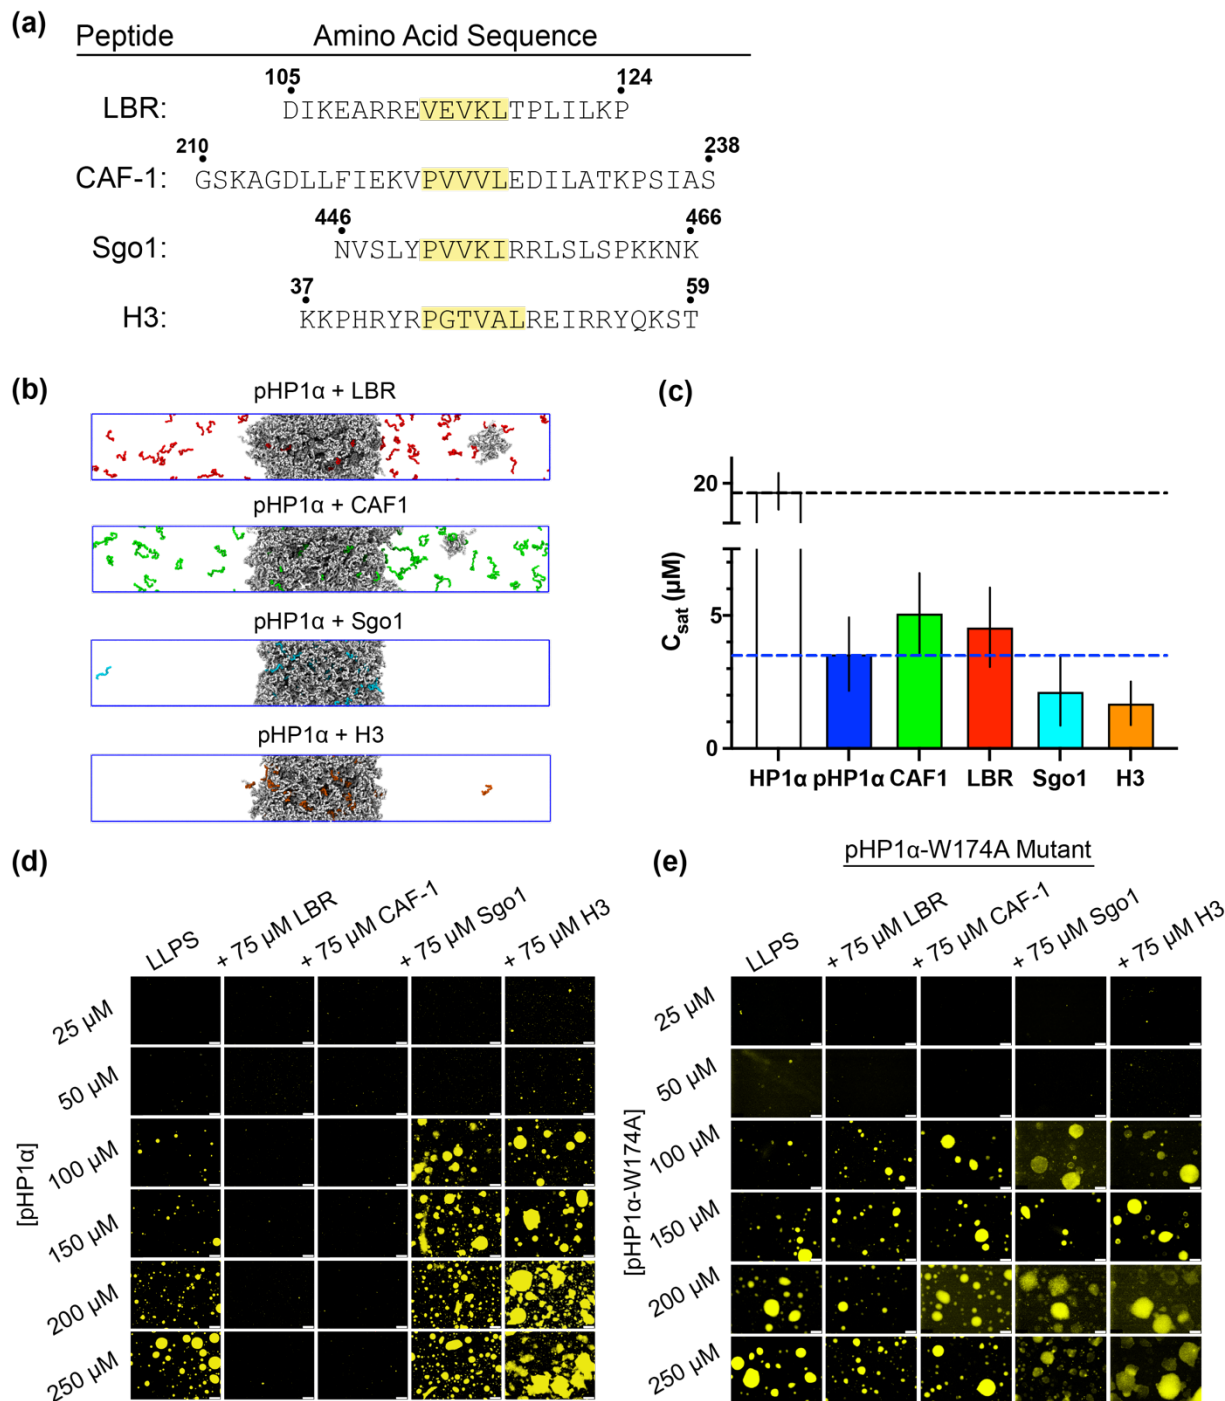 (a)
Peptide Amino Acid Sequence
105 124
LBR: DIKEARREVEVKLTPLILKP
210 238
CAF-1: GSKAGDLLFIEKVPVVVLEDILATKPSIAS
446 466
Sgo1: NVSLYPVVKIRRLSLSPKKNK
37 59
H3: KKPHRYRPGTVALREIRRYQKST
(b)
pHP1α + LBR
pHP1α + CAF1
pHP1α + Sgo1
pHP1α + H3
(c)
20
5
0
Csat (μM)
HP1α pHP1α CAF1 LBR Sgo1 H3
(d)
LLPS
+ 75 μM LBR
+ 75 μM CAF-1
+ 75 μM Sgo1
+ 75 μM H3
25 μM
50 μM
100 μM
150 μM
200 μM
250 μM
[pHP1α]
(e)
pHP1α-W174A Mutant
LLPS
+ 75 μM LBR
+ 75 μM CAF-1
+ 75 μM Sgo1
+ 75 μM H3
25 μM
50 μM
100 μM
150 μM
200 μM
250 μM
[pHP1α-W174A]